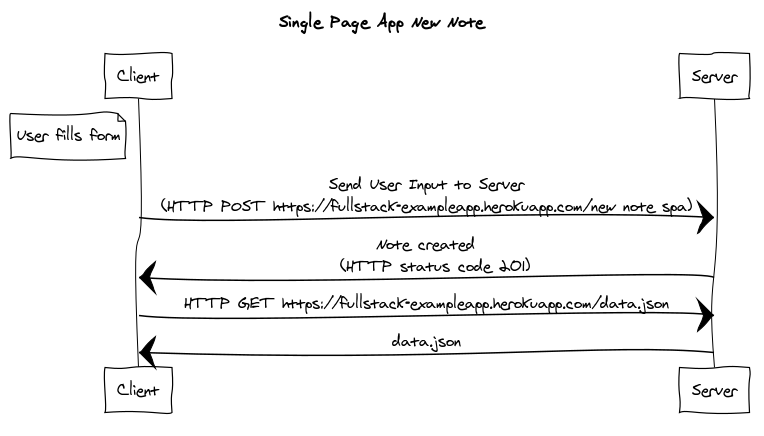 Single Page App New Note
Client
Server
User fills form
Send User Input to Server
(HTTP POST https://fullstack-exampleapp.herokuapp.com/new note spa)
Note created
(HTTP status code 201)
HTTP GET https://fullstack-exampleapp.herokuapp.com/data.json
data.json
Client
Server